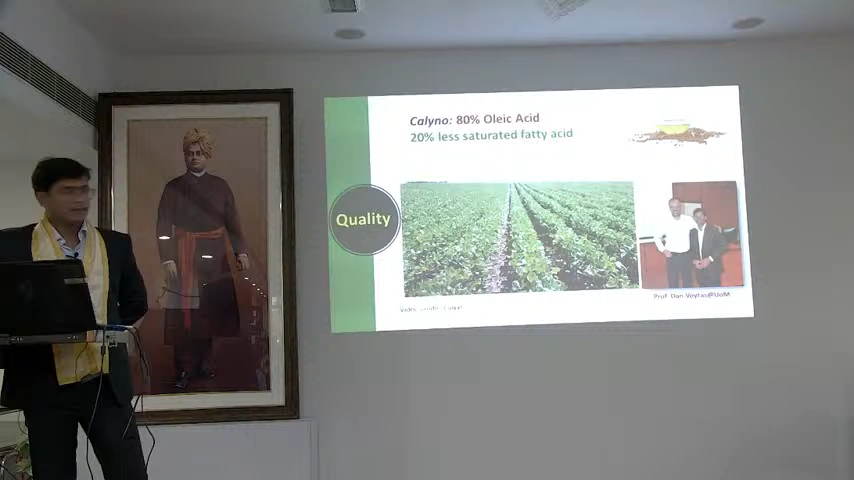 Calyno: 80% Oleic Acid
20% less saturated fatty acid
Quality
Prof. Dan Voytas@UoM